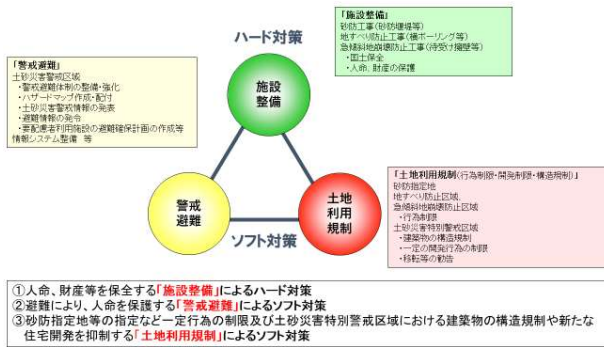 「施設整備」
砂防工事(砂防堰堤等)
地すべり防止工事(横ボーリング等)
急傾斜地崩壊防止工事(待受け擁壁等)
・国土保全
・人命、財産の保護
ハード対策
「警戒避難」
土砂災害警戒区域
・警戒避難体制の整備・強化
・ハザードマップ作成・配付
・土砂災害警戒情報の発表
・避難情報の発令
・要配慮者利用施設の避難確保計画の作成等
情報システム整備 等
施設
整備
警戒
避難
土地
利用
規制
ソフト対策
「土地利用規制(行為制限・開発制限・構造規制)」
砂防指定地
地すべり防止区域、
急傾斜地崩壊防止区域
・行為制限
土砂災害特別警戒区域
・建築物の構造規制
・一定の開発行為の制限
・移転等の勧告
①人命、財産等を保全する「施設整備」によるハード対策
②避難により、人命を保護する「警戒避難」によるソフト対策
③砂防指定地等の指定など一定行為の制限及び土砂災害特別警戒区域における建築物の構造規制や新たな
住宅開発を抑制する「土地利用規制」によるソフト対策